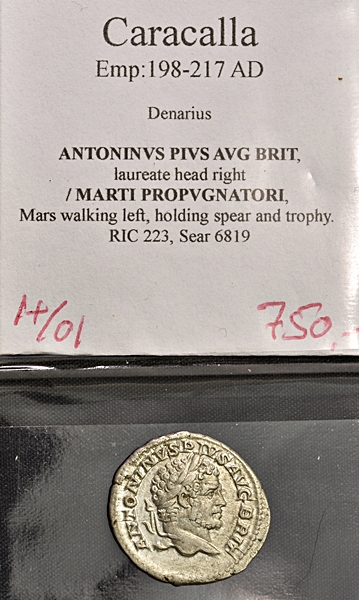 Caracalla
Emp:198-217 AD
Denarius
ANTONINVS PIVS AVG BRIT,
laureate head right
/ MARTI PROPVGNATORI,
Mars walking left, holding spear and trophy.
RIC 223, Sear 6819
1+/01 750,-
ANTONINVS PIVS AVG BRIT